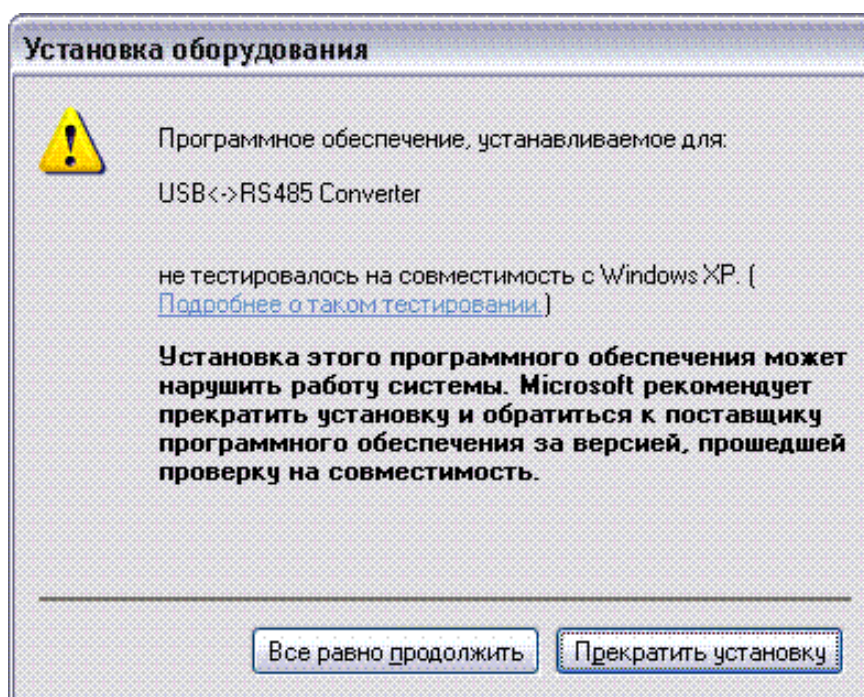 Установка оборудования
Программное обеспечение, устанавливаемое для:
USB<->RS485 Converter
не тестировалось на совместимость с Windows XP. (
Подробнее о таком тестировании.)
Установка этого программного обеспечения может
нарушить работу системы. Microsoft рекомендует
прекратить установку и обратиться к поставщику
программного обеспечения за версией, прошедшей
проверку на совместимость.
Все равно продолжить
Прекратить установку